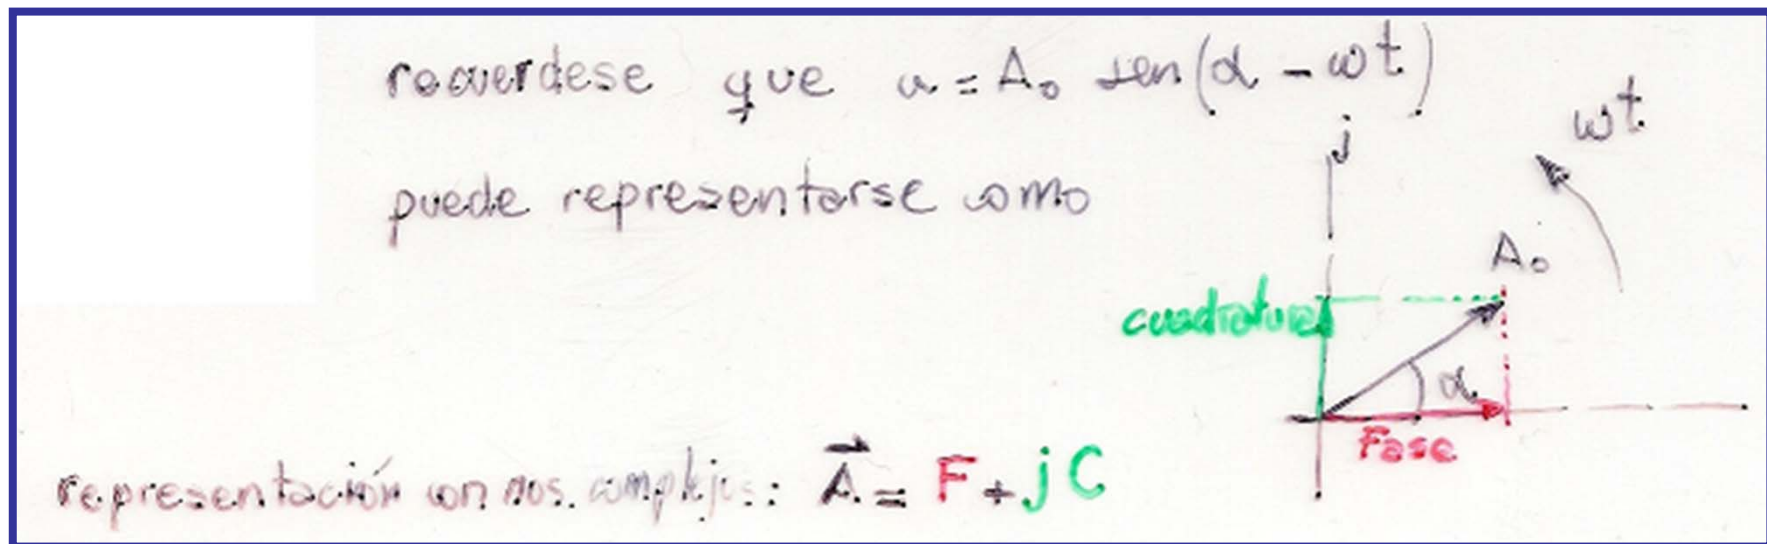 recuerdese que u = A₀ sen(α - ωt)
puede representarse como
j
ωt
A₀
cuadratura
α
Fase
representación con nos. complejos: A⃗ = F + j C